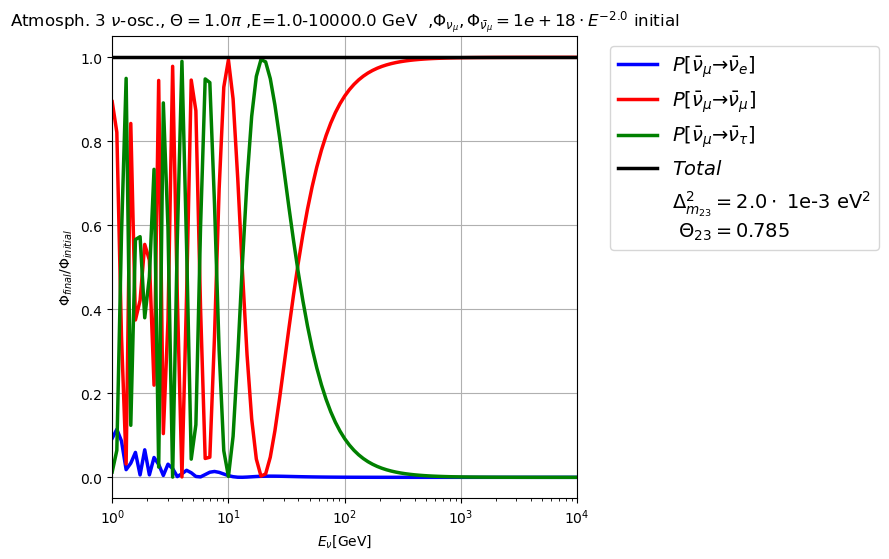 Atmosph. 3 ν-osc., Θ = 1.0π ,E=1.0-10000.0 GeV ,Φ_{ν_μ}, Φ_{ν̄_μ} = 1e + 18 · E^{−2.0} initial
1.0
0.8
0.6
0.4
0.2
0.0
Φ_{final}/Φ_{initial}
10^0
10^1
10^2
10^3
10^4
E_ν[GeV]
P[ν̄_μ→ν̄_e]
P[ν̄_μ→ν̄_μ]
P[ν̄_μ→ν̄_τ]
Total
Δ^2_{m_{23}} = 2.0 · 1e-3 eV^2
Θ_{23} = 0.785